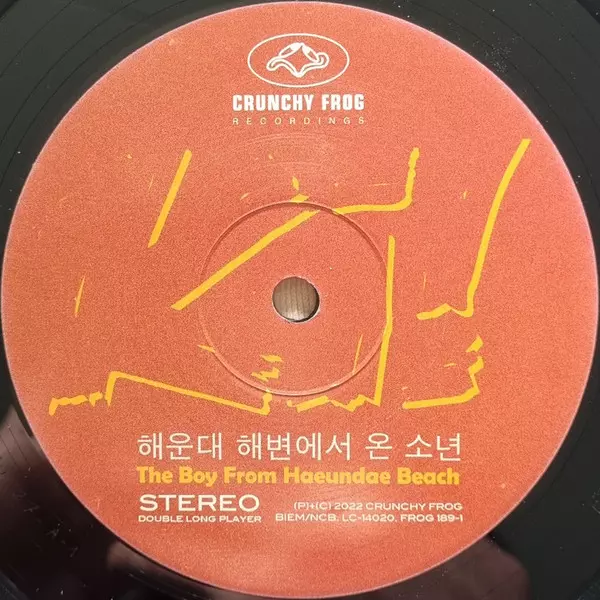 CRUNCHY FROG
RECORDINGS
해운대 해변에서 온 소년
The Boy From Haeundae Beach
STEREO
DOUBLE LONG PLAYER
(P)+(C) 2022 CRUNCHY FROG
BIEM/NCB. LC-14020. FROG 189-1